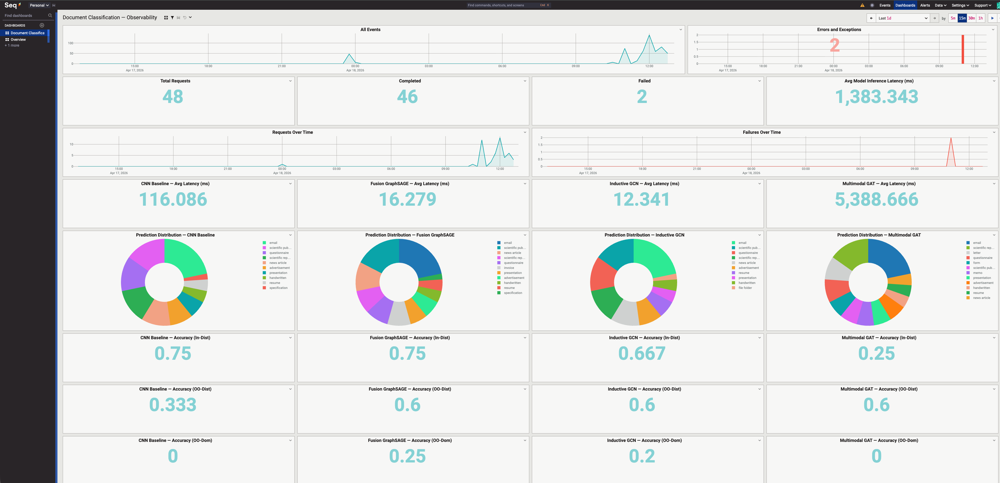 Seq
Personal
Find commands, shortcuts, and screens Cmd K
Events Dashboards Alerts Data Settings Support
Find dashboards
DASHBOARDS
Document Classifica
Overview
+ 1 more
Document Classification — Observability
Last 1d by 5m 15m 30m 1h
All Events
100
50
0
15:00 18:00 21:00 00:00 03:00 06:00 09:00 12:00
Apr 17, 2026 Apr 18, 2026
Errors and Exceptions
2
2
1.5
1
0.5
0
15:00 18:00 21:00 00:00 03:00 06:00 09:00 12:00
Apr 17, 2026 Apr 18, 2026
Total Requests
48
Completed
46
Failed
2
Avg Model Inference Latency (ms)
1,383.343
Requests Over Time
10
5
0
15:00 18:00 21:00 00:00 03:00 06:00 09:00 12:00
Apr 17, 2026 Apr 18, 2026
Failures Over Time
2
1.5
1
0.5
0
15:00 18:00 21:00 00:00 03:00 06:00 09:00 12:00
Apr 17, 2026 Apr 18, 2026
CNN Baseline — Avg Latency (ms)
116.086
Fusion GraphSAGE — Avg Latency (ms)
16.279
Inductive GCN — Avg Latency (ms)
12.341
Multimodal GAT — Avg Latency (ms)
5,388.666
Prediction Distribution — CNN Baseline
email
scientific pub...
questionnaire
scientific rep...
news article
advertisement
presentation
handwritten
resume
specification
Prediction Distribution — Fusion GraphSAGE
email
scientific pub...
news article
scientific rep...
questionnaire
invoice
presentation
advertisement
handwritten
resume
specification
Prediction Distribution — Inductive GCN
email
scientific pub...
questionnaire
scientific rep...
news article
advertisement
resume
presentation
handwritten
file folder
Prediction Distribution — Multimodal GAT
email
scientific rep...
letter
questionnaire
form
scientific pub...
memo
presentation
advertisement
handwritten
resume
news article
CNN Baseline — Accuracy (In-Dist)
0.75
Fusion GraphSAGE — Accuracy (In-Dist)
0.75
Inductive GCN — Accuracy (In-Dist)
0.667
Multimodal GAT — Accuracy (In-Dist)
0.25
CNN Baseline — Accuracy (OO-Dist)
0.333
Fusion GraphSAGE — Accuracy (OO-Dist)
0.6
Inductive GCN — Accuracy (OO-Dist)
0.6
Multimodal GAT — Accuracy (OO-Dist)
0.6
CNN Baseline — Accuracy (OO-Dom)
0
Fusion GraphSAGE — Accuracy (OO-Dom)
0.25
Inductive GCN — Accuracy (OO-Dom)
0.2
Multimodal GAT — Accuracy (OO-Dom)
0